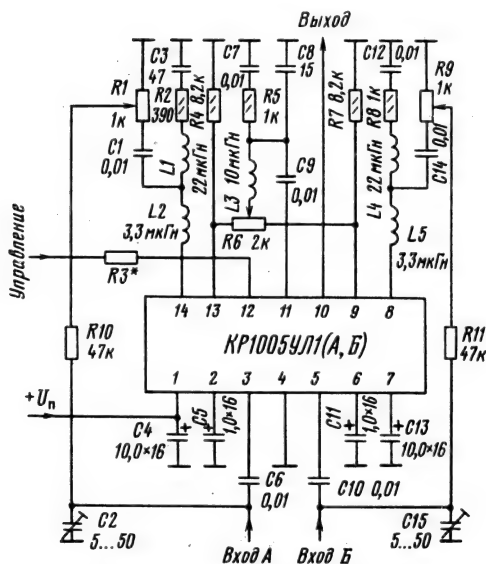 Выход
C3
47
C7
0,01
C8
15
C12
0,01
R1
1к
R2
390
R4 8,2к
R5
1к
R7 8,2к
R8 1к
R9
1к
C1
0,01
L1
22мкГн
10мкГн
L3
C9
0,01
22мкГн
L4
C14
0,01
L2
3,3мкГн
R6 2к
L5
3,3мкГн
Управление
R3*
14 13 12 11 10 9 8
КР1005УЛ1(А, Б)
1 2 3 4 5 6 7
R10
47к
R11
47к
+Uп
C4
10,0×16
C5
1,0×16
C6
0,01
C10 0,01
C11
1,0×16
C13
10,0×16
C2
5...50
Вход А
Вход Б
C15
5...50